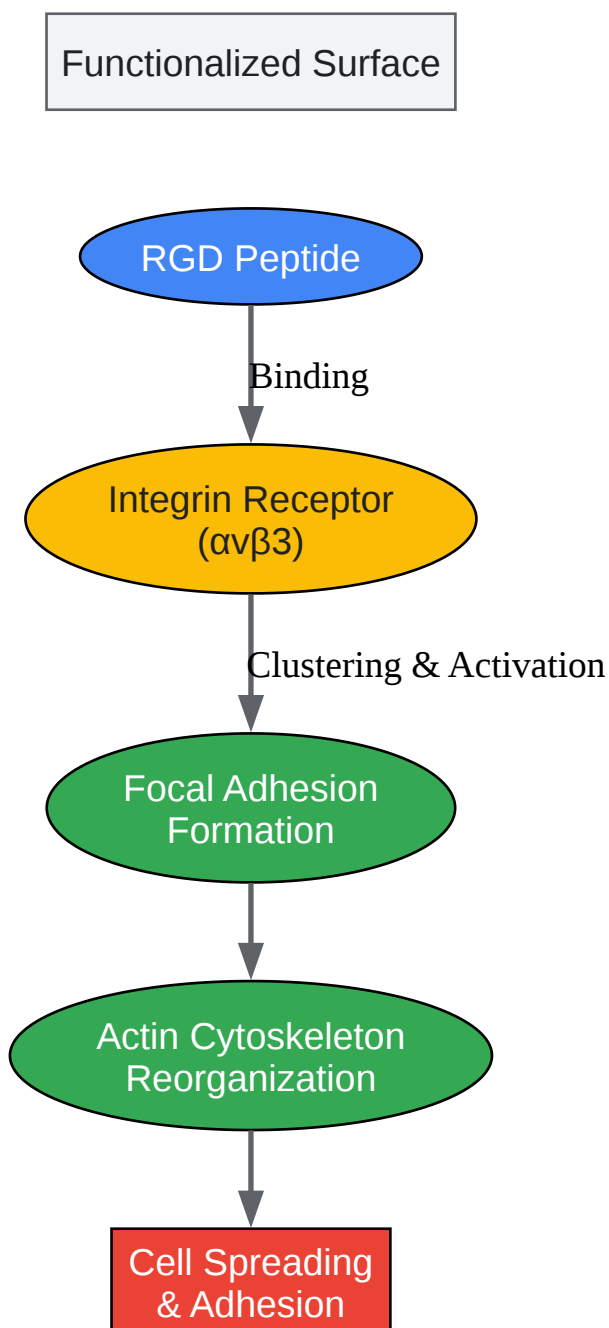 Functionalized Surface
RGD Peptide
Binding
Integrin Receptor
(αvβ3)
Clustering & Activation
Focal Adhesion
Formation
Actin Cytoskeleton
Reorganization
Cell Spreading
& Adhesion